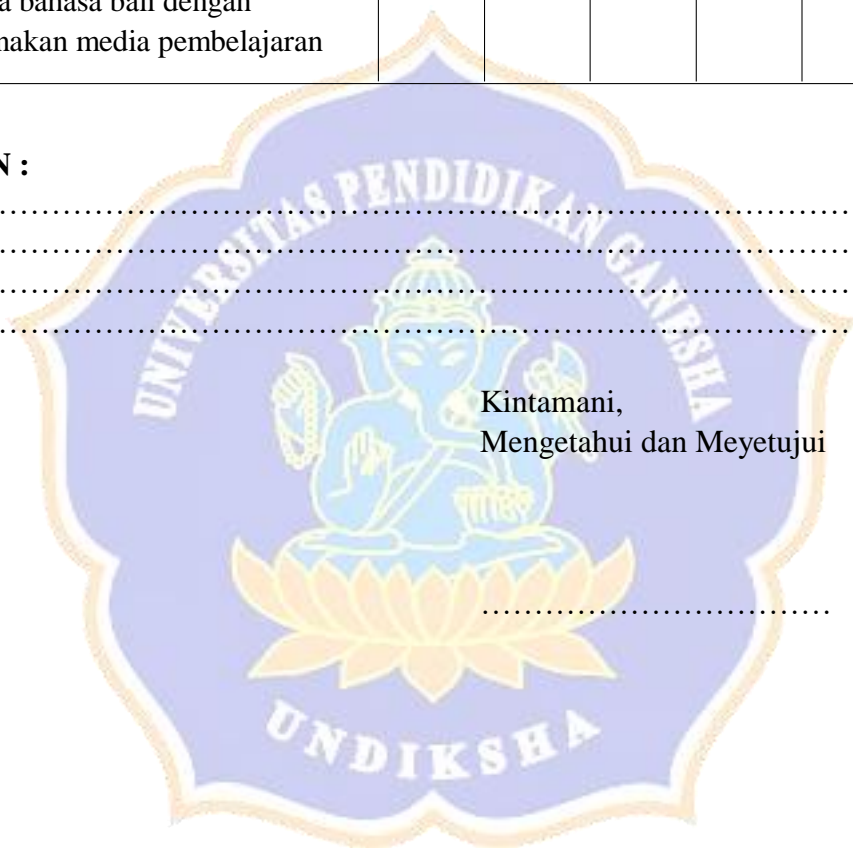 a bahasa bali dengan
nakan media pembelajaran
N :
……………………………………………………………………
……………………………………………………………………
……………………………………………………………………
……………………………………………………………………
UNIVERSITAS PENDIDIKAN GANESHA
Kintamani,
Mengetahui dan Meyetujui
……………………………
UNDIKSHA